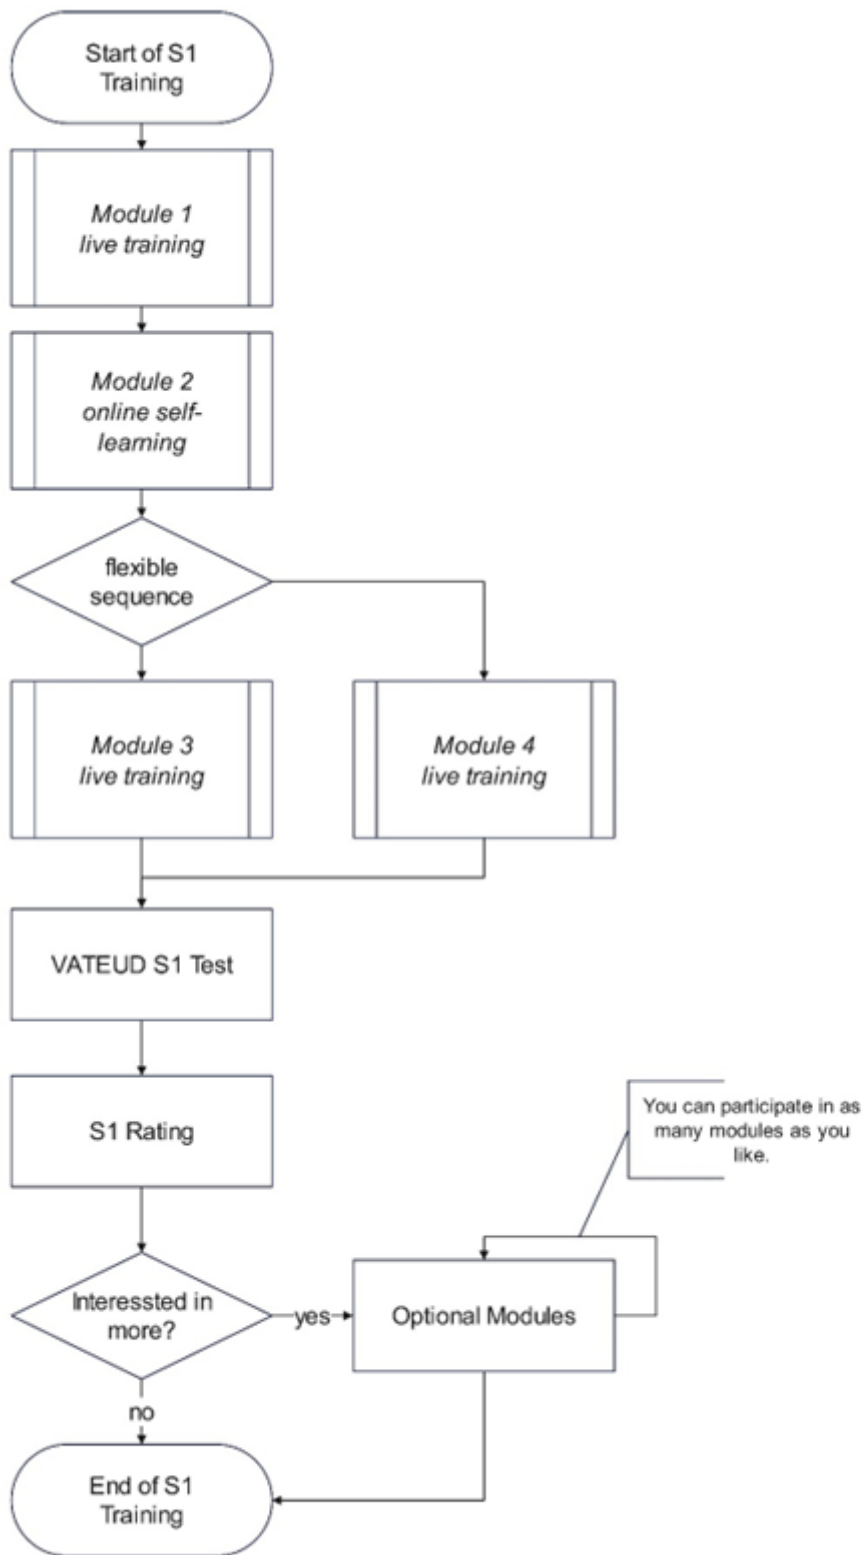 Start of S1
Training
Module 1
live training
Module 2
online self-
learning
flexible
sequence
Module 3
live training
Module 4
live training
VATEUD S1 Test
S1 Rating
You can participate in as
many modules as you
like.
Interessted in
more?
yes
Optional Modules
no
End of S1
Training